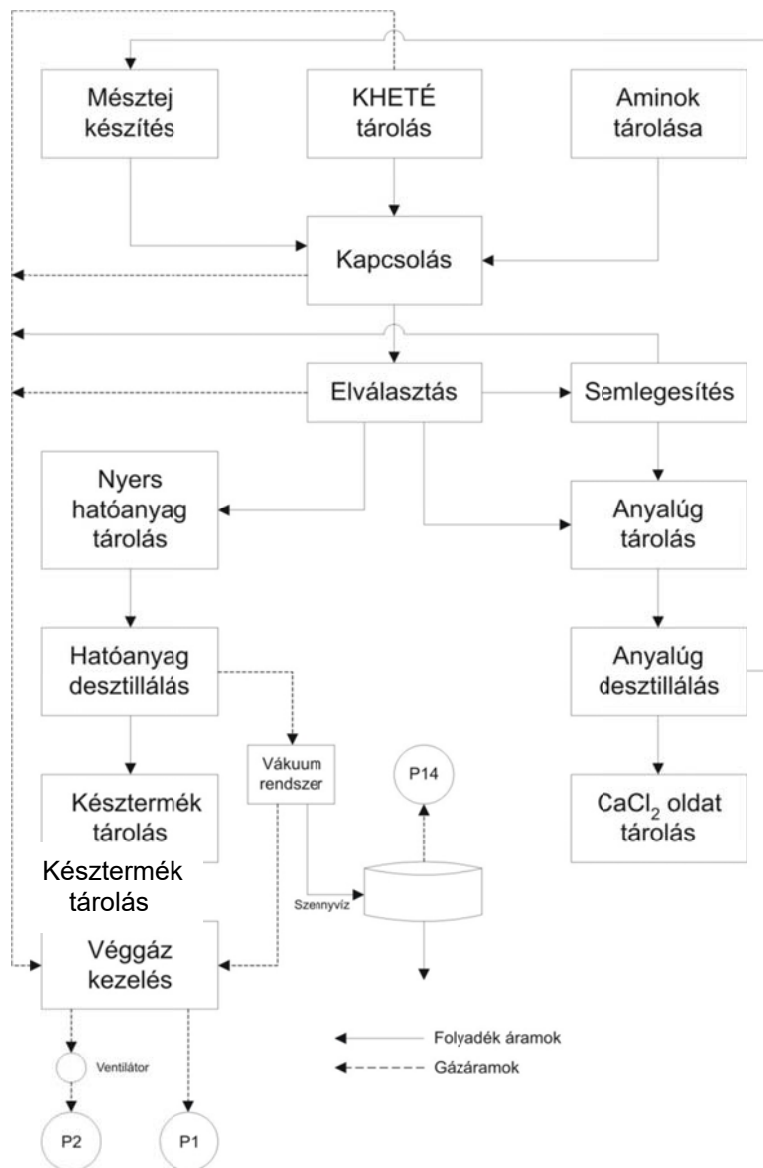 Mésztej
készítés
KHETÉ
tárolás
Aminok
tárolása
Kapcsolás
Elválasztás
Semlegesítés
Nyers
hatóanyag
tárolás
Anyalúg
tárolás
Hatóanyag
desztillálás
Anyalúg
desztillálás
Vákuum
rendszer
P14
Késztermék
tárolás
CaCl₂ oldat
tárolás
Késztermék
tárolás
Szennyvíz
Véggáz
kezelés
Folyadék áramok
Gázáramok
Ventilátor
P2
P1